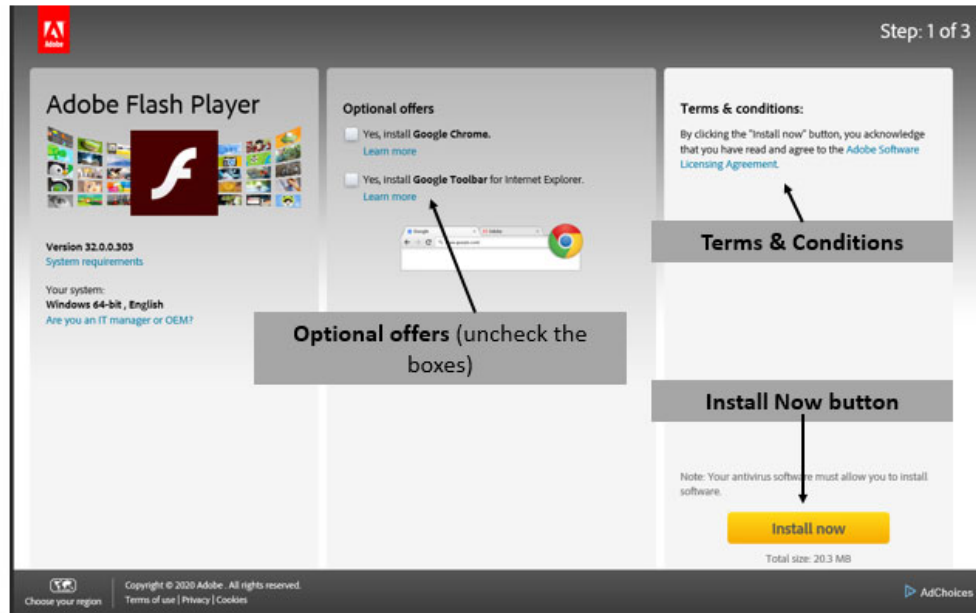 Adobe
Step: 1 of 3
Adobe Flash Player
Version 32.0.0.303
System requirements
Your system:
Windows 64-bit , English
Are you an IT manager or OEM?
Optional offers
Yes, install Google Chrome.
Learn more
Yes, install Google Toolbar for Internet Explorer.
Learn more
Google
Optional offers (uncheck the
boxes)
Terms & conditions:
By clicking the "Install now" button, you acknowledge
that you have read and agree to the Adobe Software
Licensing Agreement.
Terms & Conditions
Install Now button
Note: Your antivirus software must allow you to install
software.
Install now
Total size: 20.3 MB
Choose your region
Copyright © 2020 Adobe . All rights reserved.
Terms of use | Privacy | Cookies
AdChoices